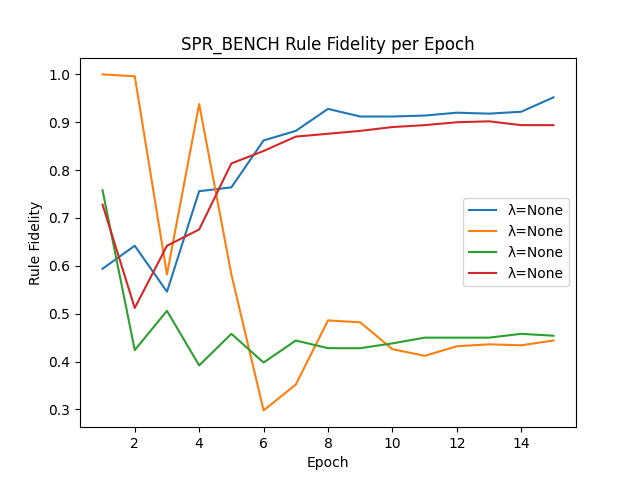 SPR_BENCH Rule Fidelity per Epoch
1.0
0.9
0.8
0.7
0.6
0.5
0.4
0.3
Rule Fidelity
λ=None
λ=None
λ=None
λ=None
2 4 6 8 10 12 14
Epoch